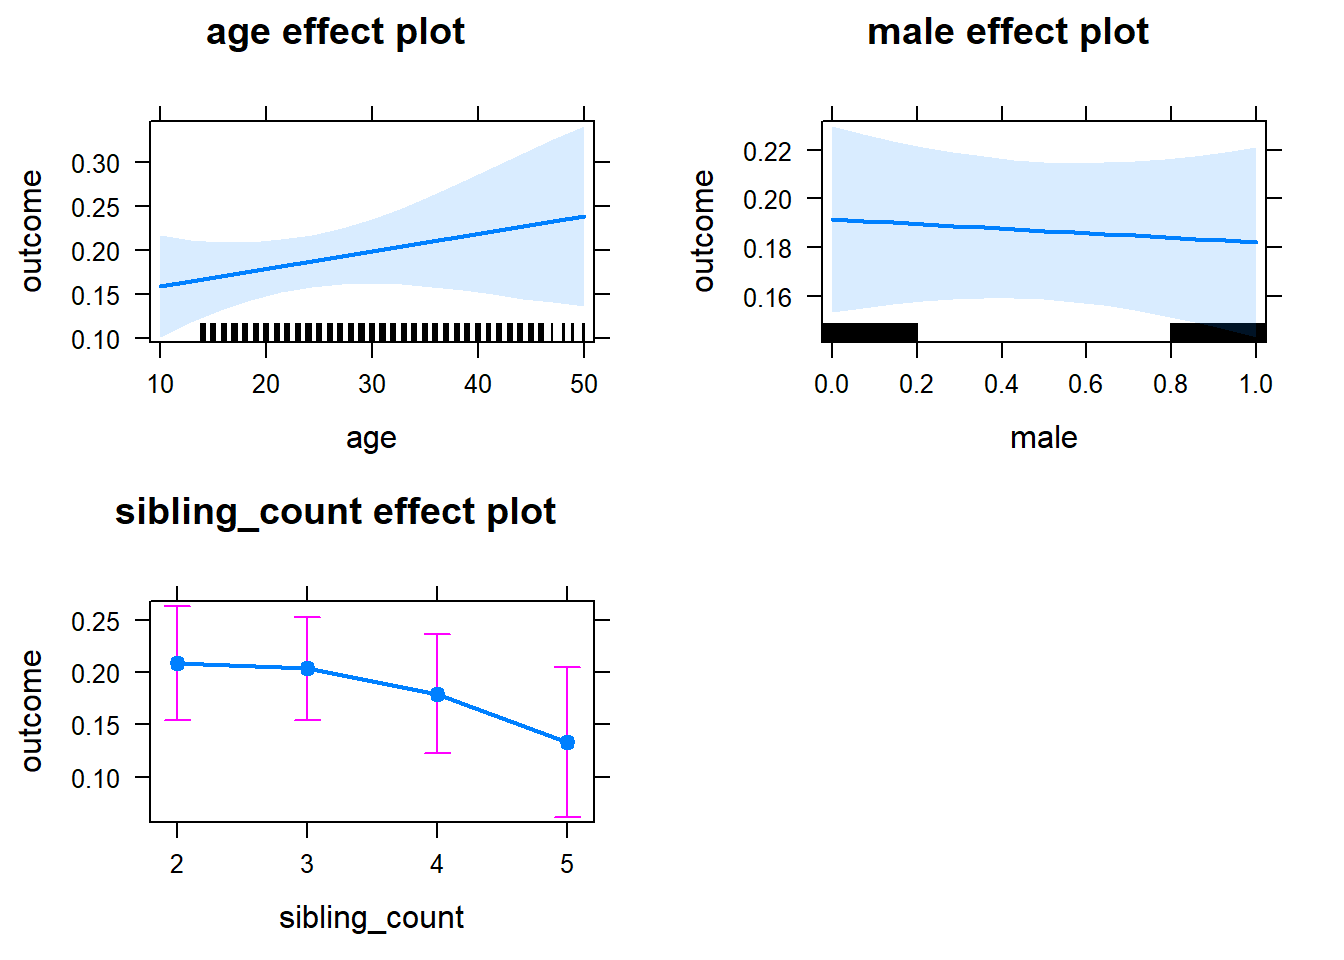 age effect plot
outcome
0.30
0.25
0.20
0.15
0.10
10 20 30 40 50
age
male effect plot
outcome
0.22
0.20
0.18
0.16
0.0 0.2 0.4 0.6 0.8 1.0
male
sibling_count effect plot
outcome
0.25
0.20
0.15
0.10
2 3 4 5
sibling_count